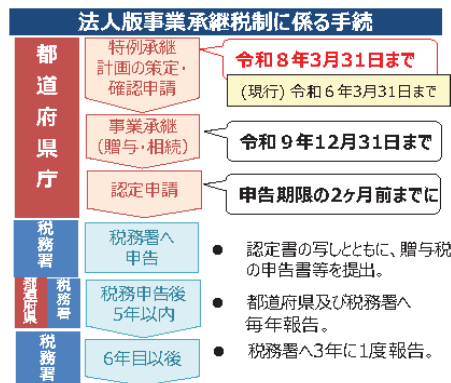 法人版事業承継税制に係る手続
都道府県庁
特例承継
計画の策定・
確認申請
令和８年3月31日まで
(現行) 令和６年3月31日まで
事業承継
(贈与・相続)
令和９年12月31日まで
認定申請
申告期限の2ヶ月前までに
税務署
税務署へ
申告
● 認定書の写しとともに、贈与税
の申告書等を提出。
都道府県
税務署
税務申告後
5年以内
● 都道府県及び税務署へ
毎年報告。
税務署
6年目以後
● 税務署へ3年に1度報告。